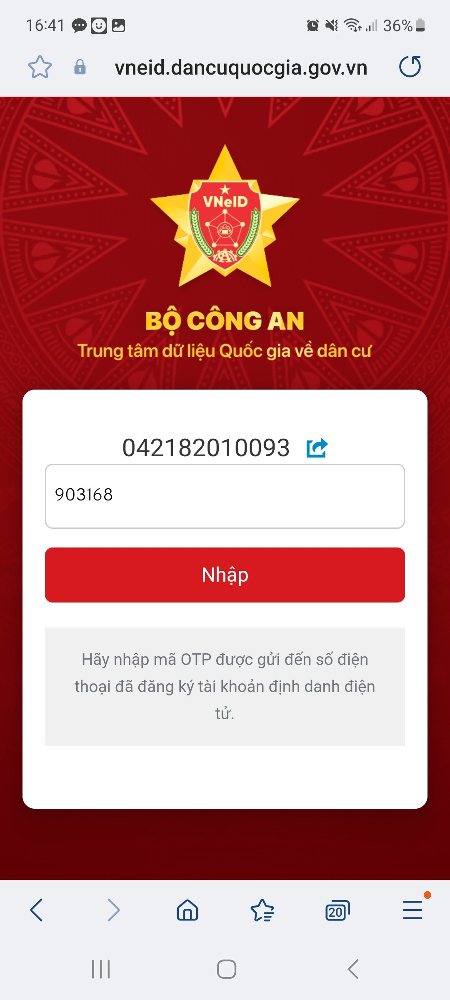 16:41
36%
vneid.dancuquocgia.gov.vn
VNeID
BỘ CÔNG AN
Trung tâm dữ liệu Quốc gia về dân cư
042182010093
903168
Nhập
Hãy nhập mã OTP được gửi đến số điện
thoại đã đăng ký tài khoản định danh điện
tử.
20